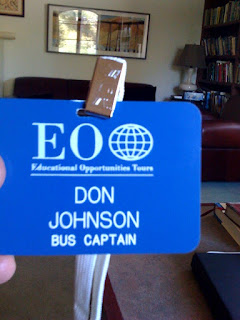 EO
Educational Opportunities Tours
DON
JOHNSON
BUS CAPTAIN